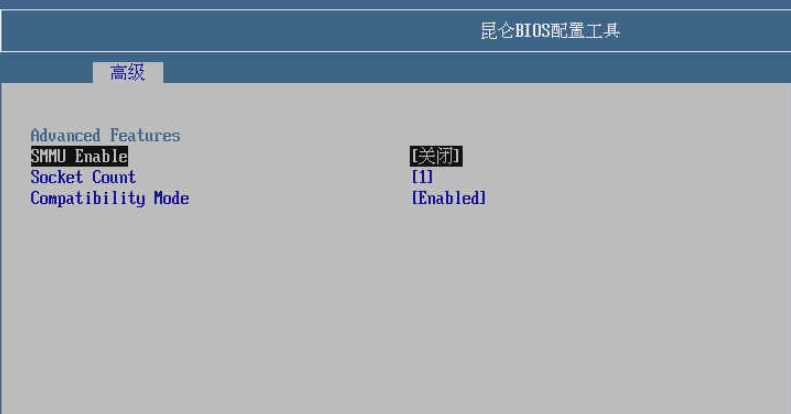 昆仑BIOS配置工具
高级
Advanced Features
SMMU Enable [关闭]
Socket Count [1]
Compatibility Mode [Enabled]